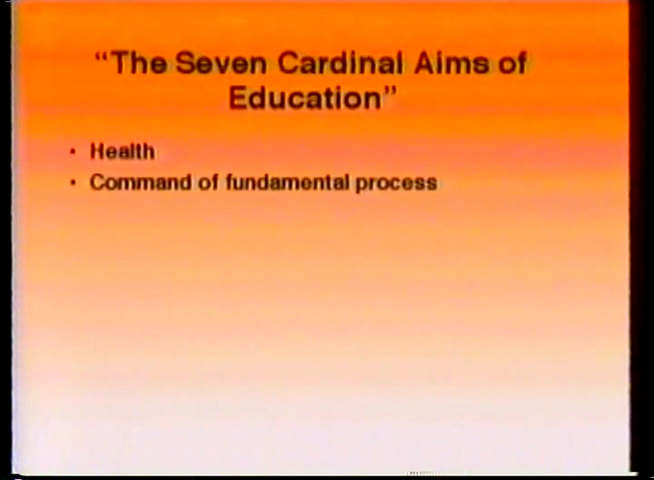 “The Seven Cardinal Aims of
Education”
• Health
• Command of fundamental process